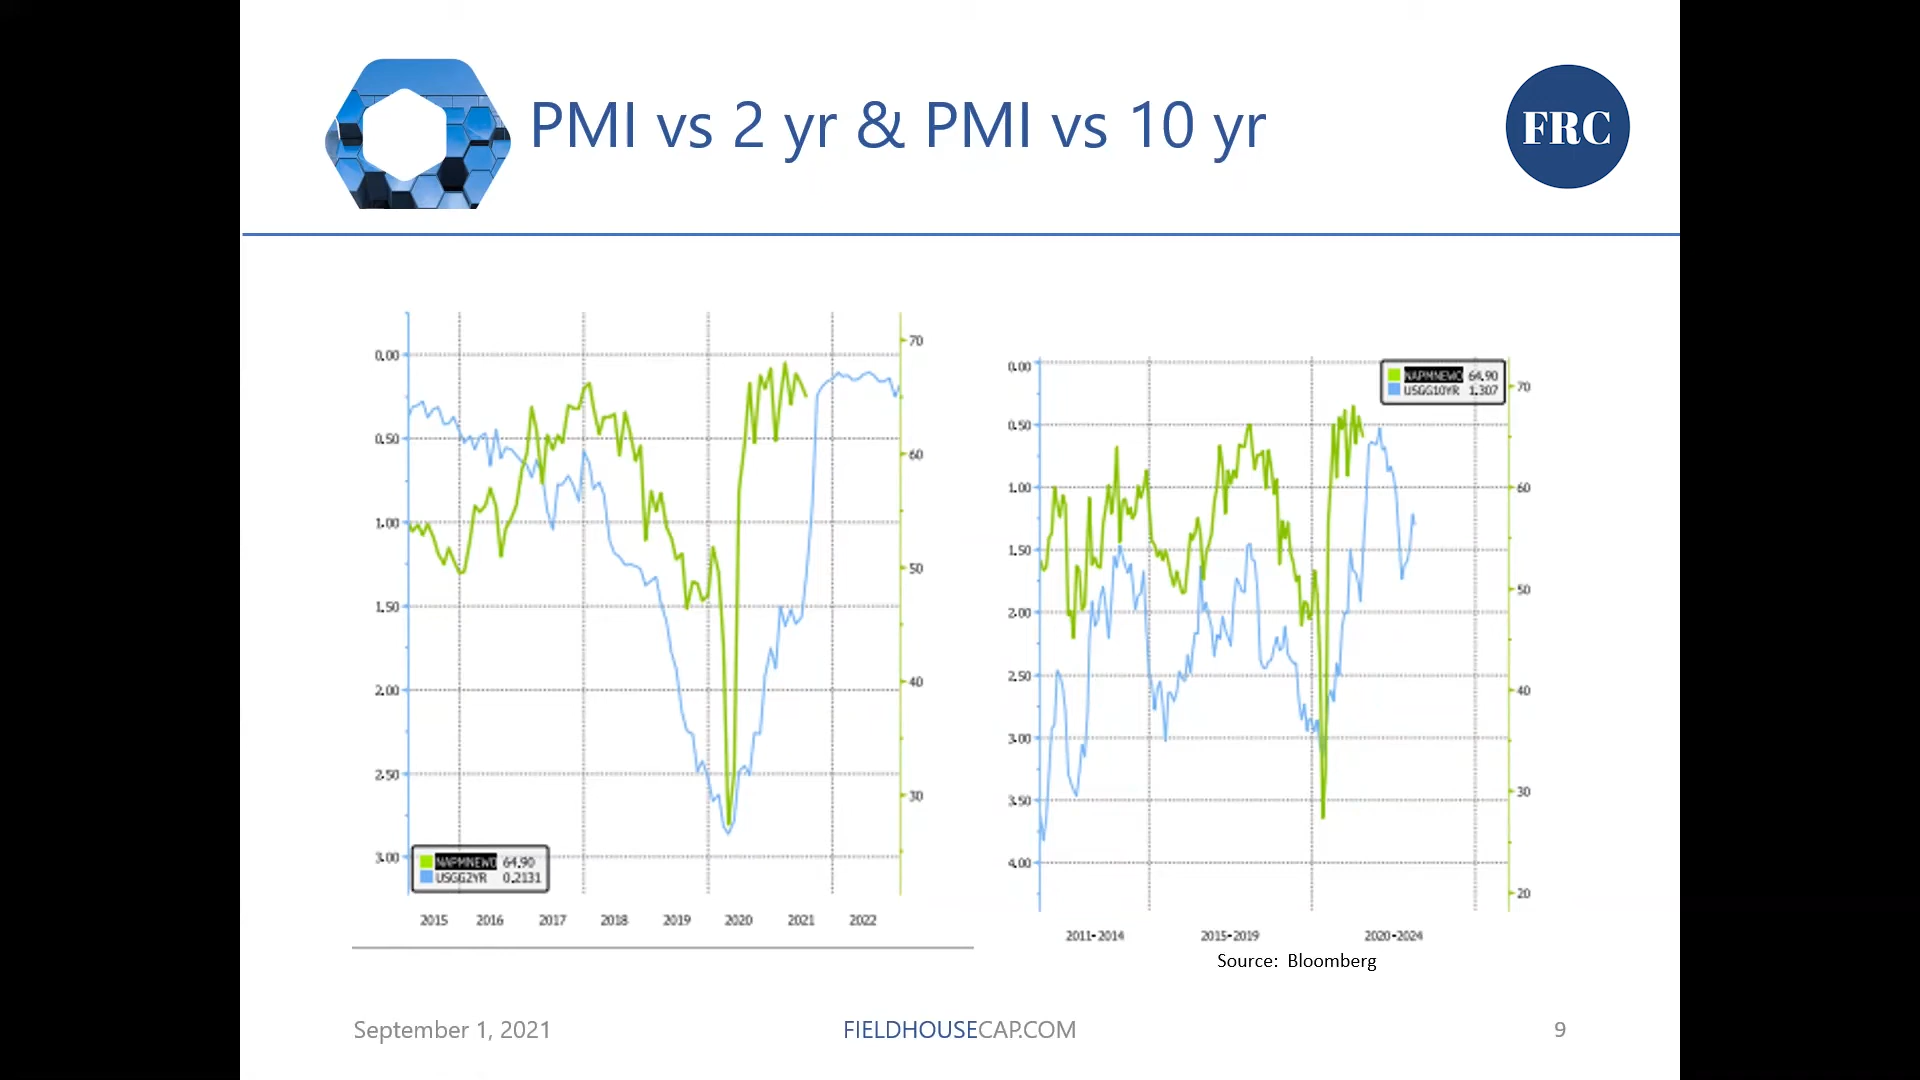 PMI vs 2 yr & PMI vs 10 yr
FRC
0.00
0.50
1.00
1.50
2.00
2.50
3.00
70
60
50
40
30
NAPMNEWO 64.90
USGG2YR 0.2131
2015 2016 2017 2018 2019 2020 2021 2022
0.00
0.50
1.00
1.50
2.00
2.50
3.00
3.50
4.00
NAPMNEWO 64.90
USGG10YR 1.307
70
60
50
40
30
20
2011-2014 2015-2019 2020-2024
Source: Bloomberg
September 1, 2021
FIELDHOUSECAP.COM
9